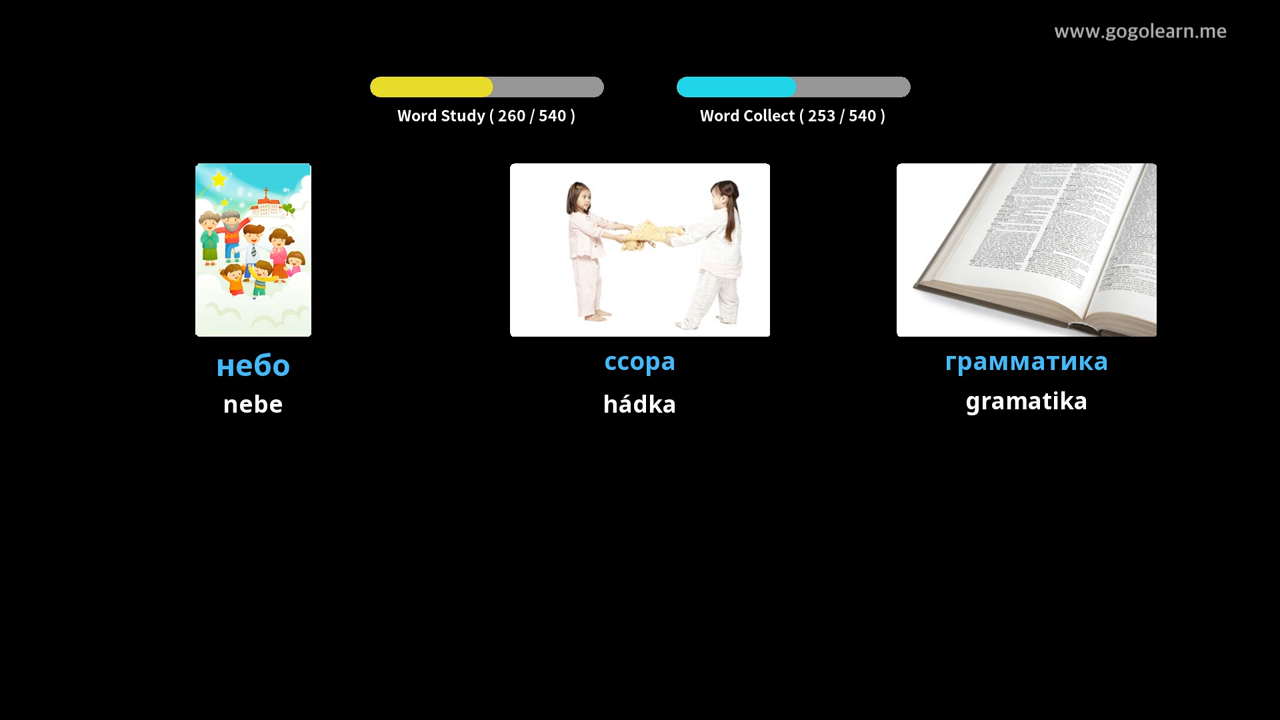 www.gogolearn.me
Word Study ( 260 / 540 )
Word Collect ( 253 / 540 )
небо
nebe
ссора
hádka
грамматика
gramatika